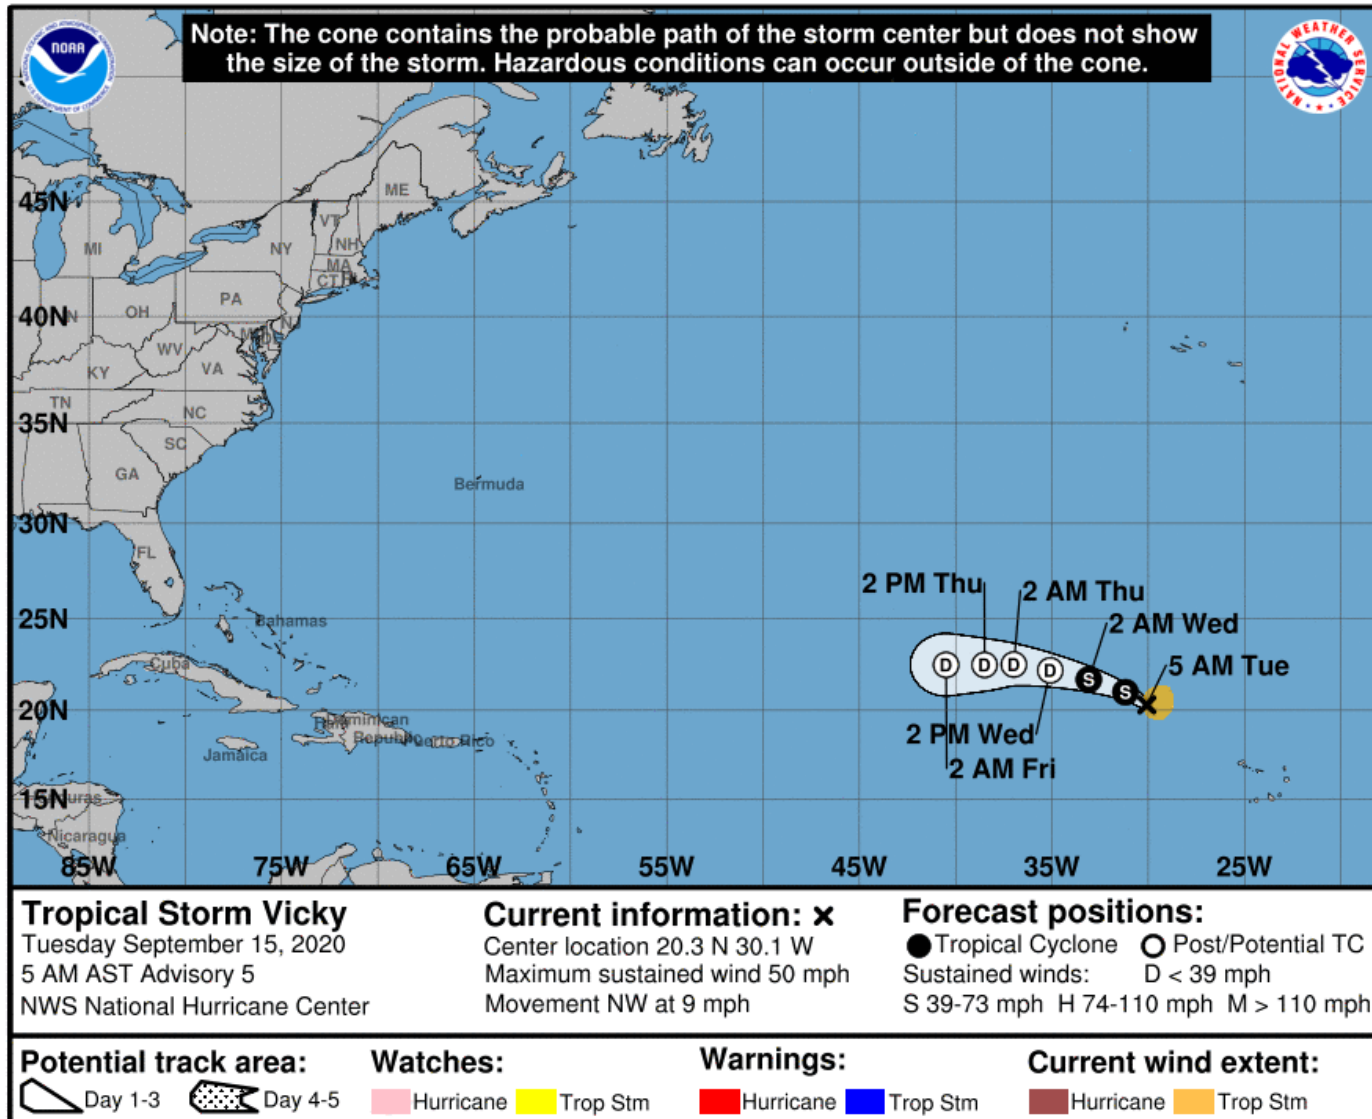 Note: The cone contains the probable path of the storm center but does not show
the size of the storm. Hazardous conditions can occur outside of the cone.
NOAA
NATIONAL WEATHER SERVICE
ME
45N
VT
MI
NY
NH
MA
CT
PA
40N
OH
WV
VA
KY
TN
NC
35N
SC
GA
Bermuda
30N
FL
2 PM Thu
2 AM Thu
25N
Bahamas
2 AM Wed
Cuba
D D D D S S
5 AM Tue
20N
Dominican
Republic
Puerto Rico
2 PM Wed
Jamaica
2 AM Fri
15N
Nicaragua
85W 75W 65W 55W 45W 35W 25W
Tropical Storm Vicky
Tuesday September 15, 2020
5 AM AST Advisory 5
NWS National Hurricane Center
Current information: x
Center location 20.3 N 30.1 W
Maximum sustained wind 50 mph
Movement NW at 9 mph
Forecast positions:
Tropical Cyclone Post/Potential TC
Sustained winds: D < 39 mph
S 39-73 mph H 74-110 mph M > 110 mph
Potential track area:
Day 1-3 Day 4-5
Watches:
Hurricane Trop Stm
Warnings:
Hurricane Trop Stm
Current wind extent:
Hurricane Trop Stm